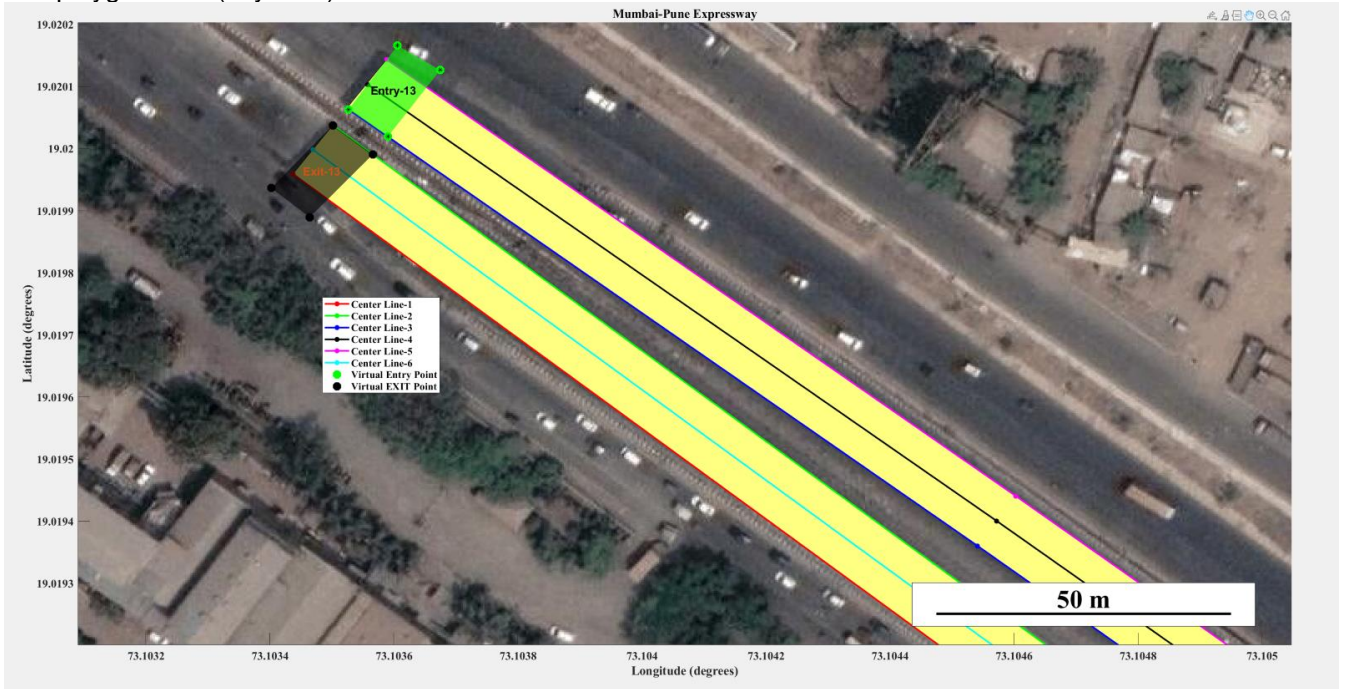 Mumbai-Pune Expressway
19.0202
19.0201
19.02
19.0199
19.0198
19.0197
19.0196
19.0195
19.0194
19.0193
Latitude (degrees)
Entry-13
Exit-13
Center Line-1
Center Line-2
Center Line-3
Center Line-4
Center Line-5
Center Line-6
Virtual Entry Point
Virtual EXIT Point
50 m
73.1032
73.1034
73.1036
73.1038
73.104
73.1042
73.1044
73.1046
73.1048
73.105
Longitude (degrees)